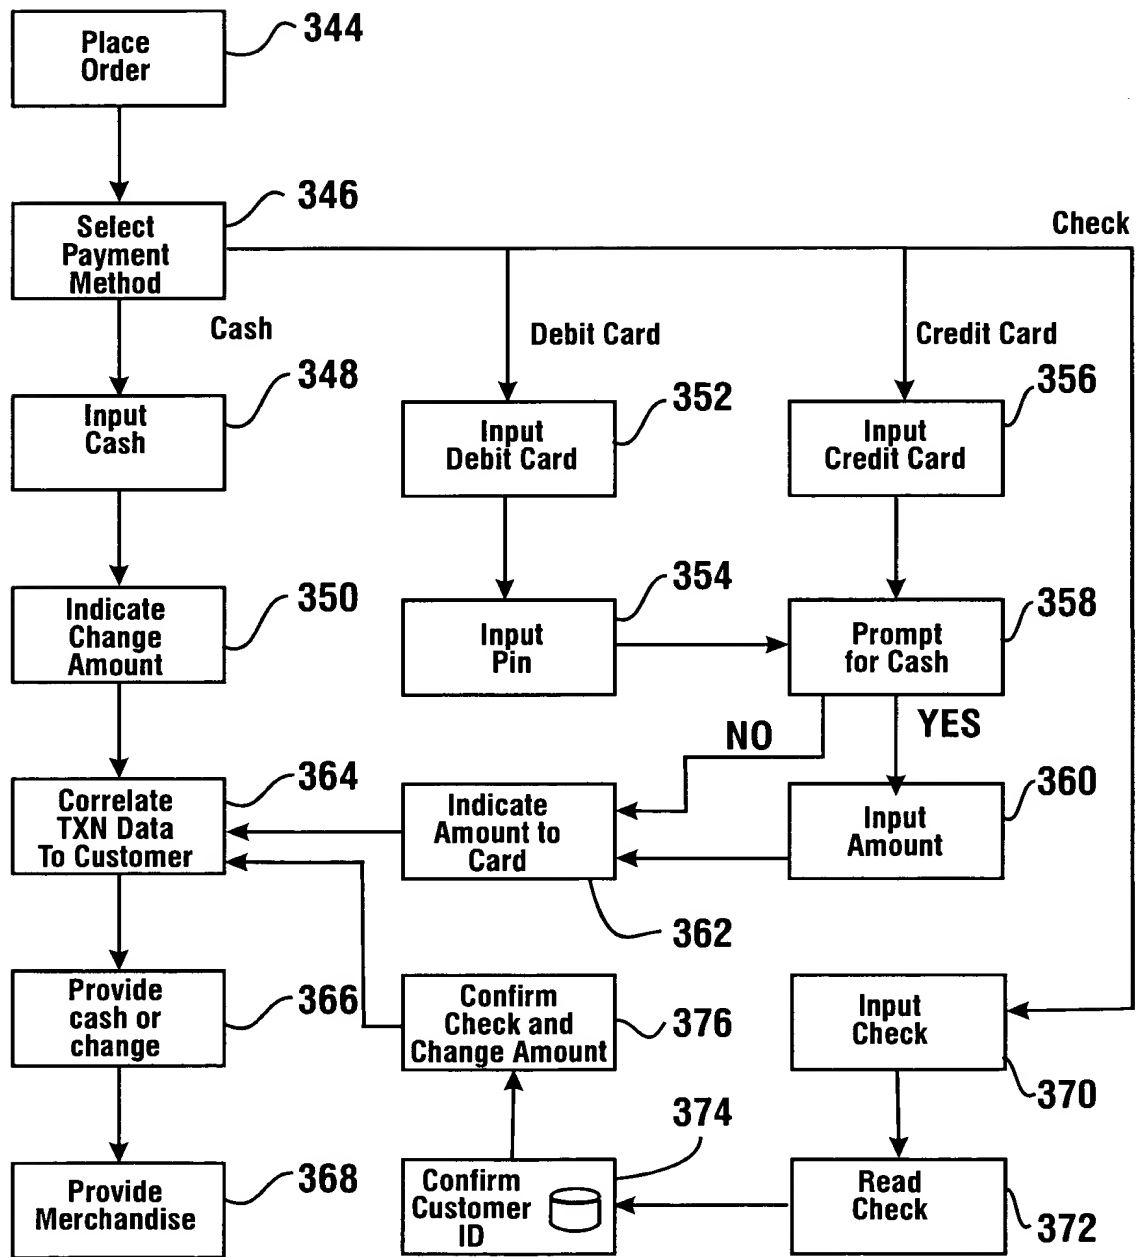 Place
Order
344
Select
Payment
Method
346
Check
Cash
Debit Card
Credit Card
Input
Cash
348
Input
Debit Card
352
Input
Credit Card
356
Indicate
Change
Amount
350
Input
Pin
354
Prompt
for Cash
358
NO
YES
Correlate
TXN Data
To Customer
364
Indicate
Amount to
Card
362
Input
Amount
360
Provide
cash or
change
366
Confirm
Check and
Change Amount
376
Input
Check
370
Provide
Merchandise
368
Confirm
Customer
ID
374
Read
Check
372